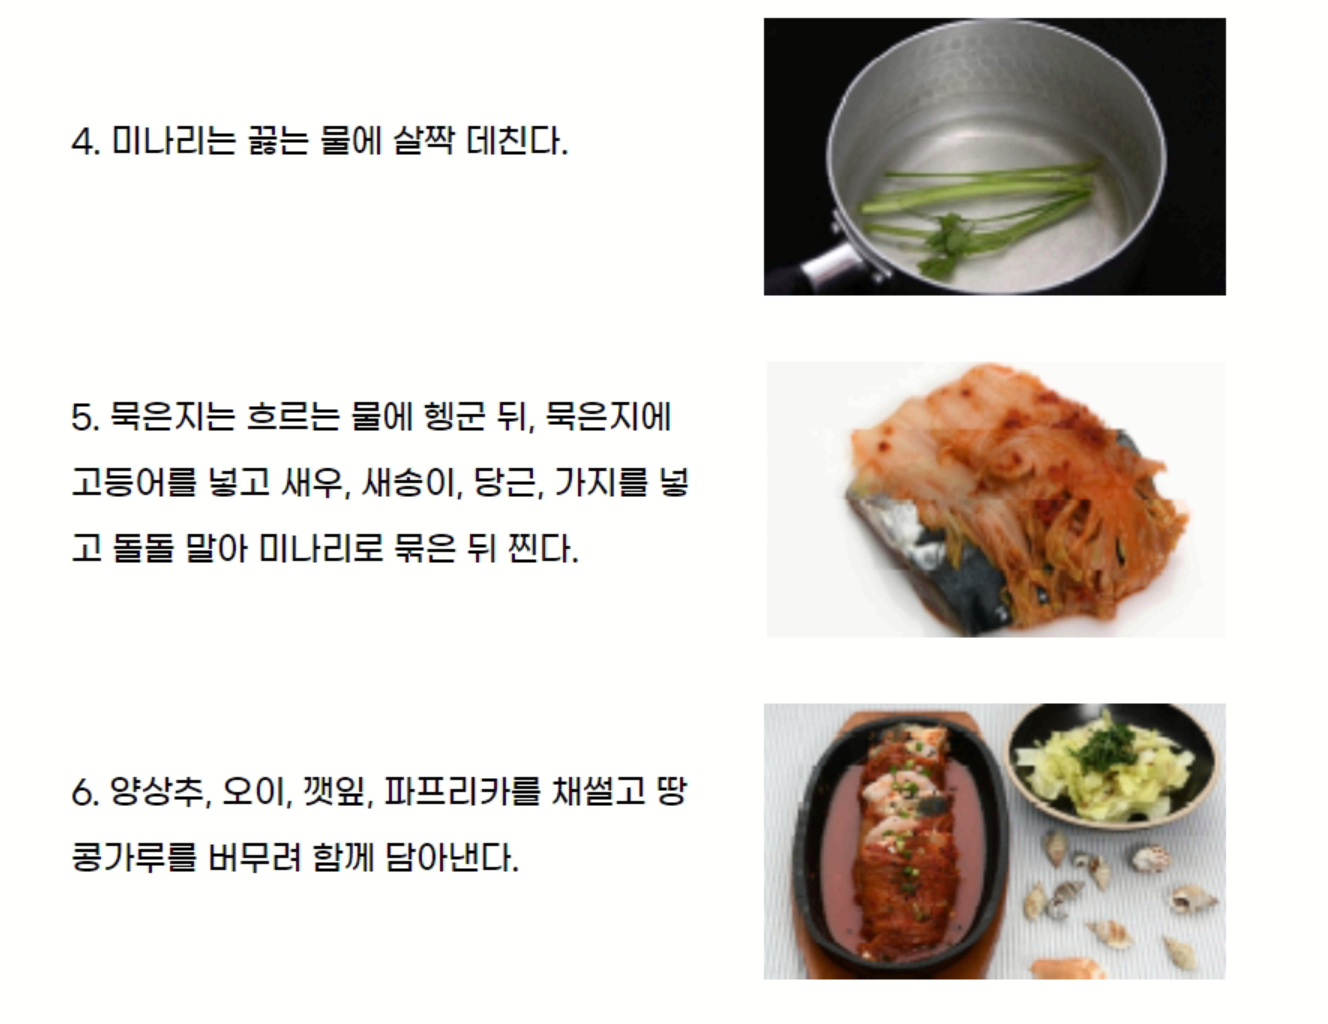 4. 미나리는 끓는 물에 살짝 데친다.
5. 묵은지는 흐르는 물에 헹군 뒤, 묵은지에
고등어를 넣고 새우, 새송이, 당근, 가지를 넣
고 돌돌 말아 미나리로 묶은 뒤 찐다.
6. 양상추, 오이, 깻잎, 파프리카를 채썰고 땅
콩가루를 버무려 함께 담아낸다.